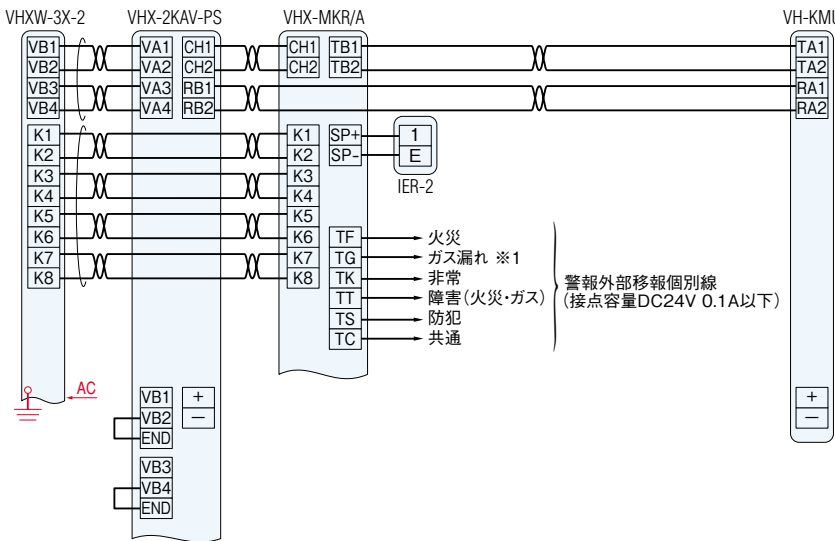 VHXW-3X-2 VHX-2KAV-PS VHX-MKR/A VH-KMU
VB1 VA1 CH1 CH1 TB1 TA1
VB2 VA2 CH2 CH2 TB2 TA2
VB3 VA3 RB1 RA1
VB4 VA4 RB2 RA2
K1 K1 SP+ 1
K2 K2 SP- E
K3 K3 IER-2
K4 K4
K5 K5
K6 K6 TF 火災
K7 K7 TG ガス漏れ ※1
K8 K8 TK 非常
TT 障害(火災・ガス)
TS 防犯
TC 共通
警報外部移報個別線
(接点容量DC24V 0.1A以下)
AC
VB1 + +
VB2 − −
END
VB3
VB4
END